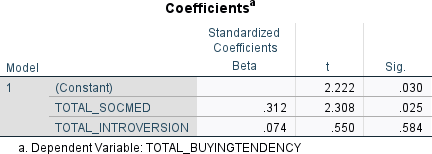 Coefficientsa
Standardized
Coefficients
Model Beta t Sig.
1 (Constant) 2.222 .030
TOTAL_SOCMED .312 2.308 .025
TOTAL_INTROVERSION .074 .550 .584
a. Dependent Variable: TOTAL_BUYINGTENDENCY